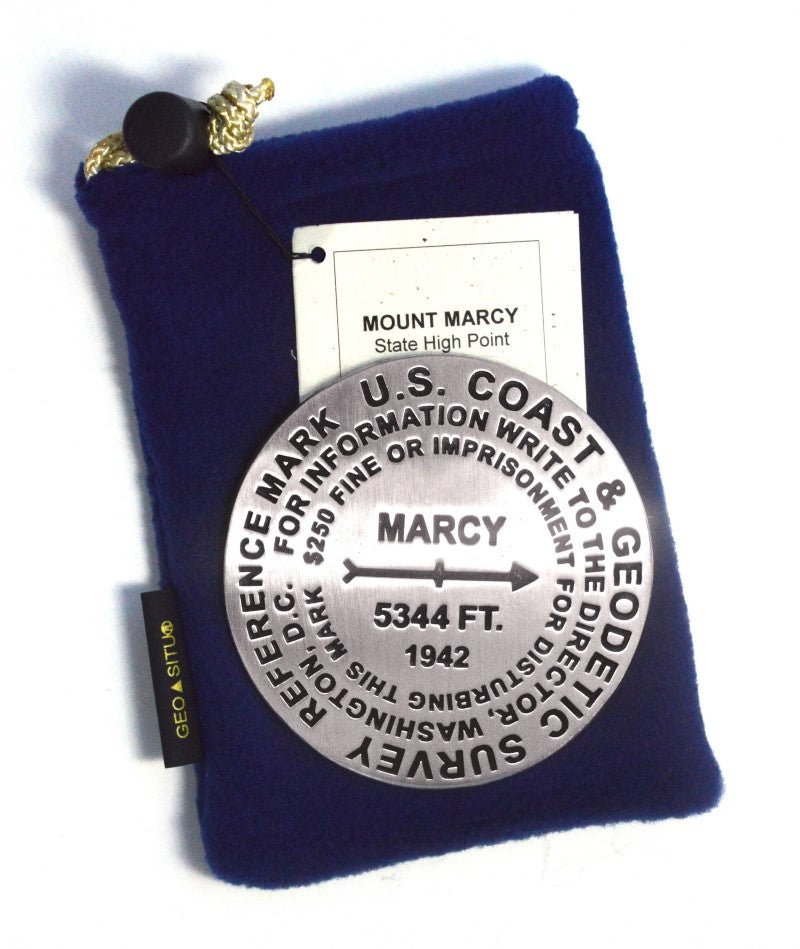 MOUNT MARCY
State High Point
U.S. COAST & GEODETIC SURVEY REFERENCE MARK
FOR INFORMATION WRITE TO THE DIRECTOR, WASHINGTON, D.C.
$250 FINE OR IMPRISONMENT FOR DISTURBING THIS MARK
MARCY
5344 FT.
1942
GEO▲SITU